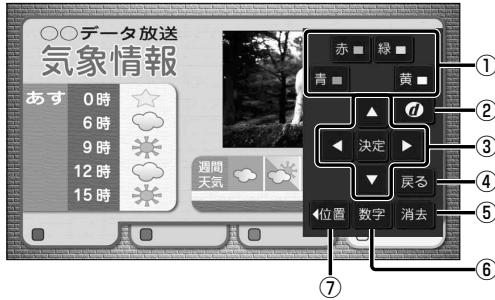 ○○データ放送
気象情報
あす 0時
6時
9時
12時
15時
週間
天気
赤 緑
青 黄
d
決定
戻る
位置 数字 消去
①
②
③
④
⑤
⑥
⑦